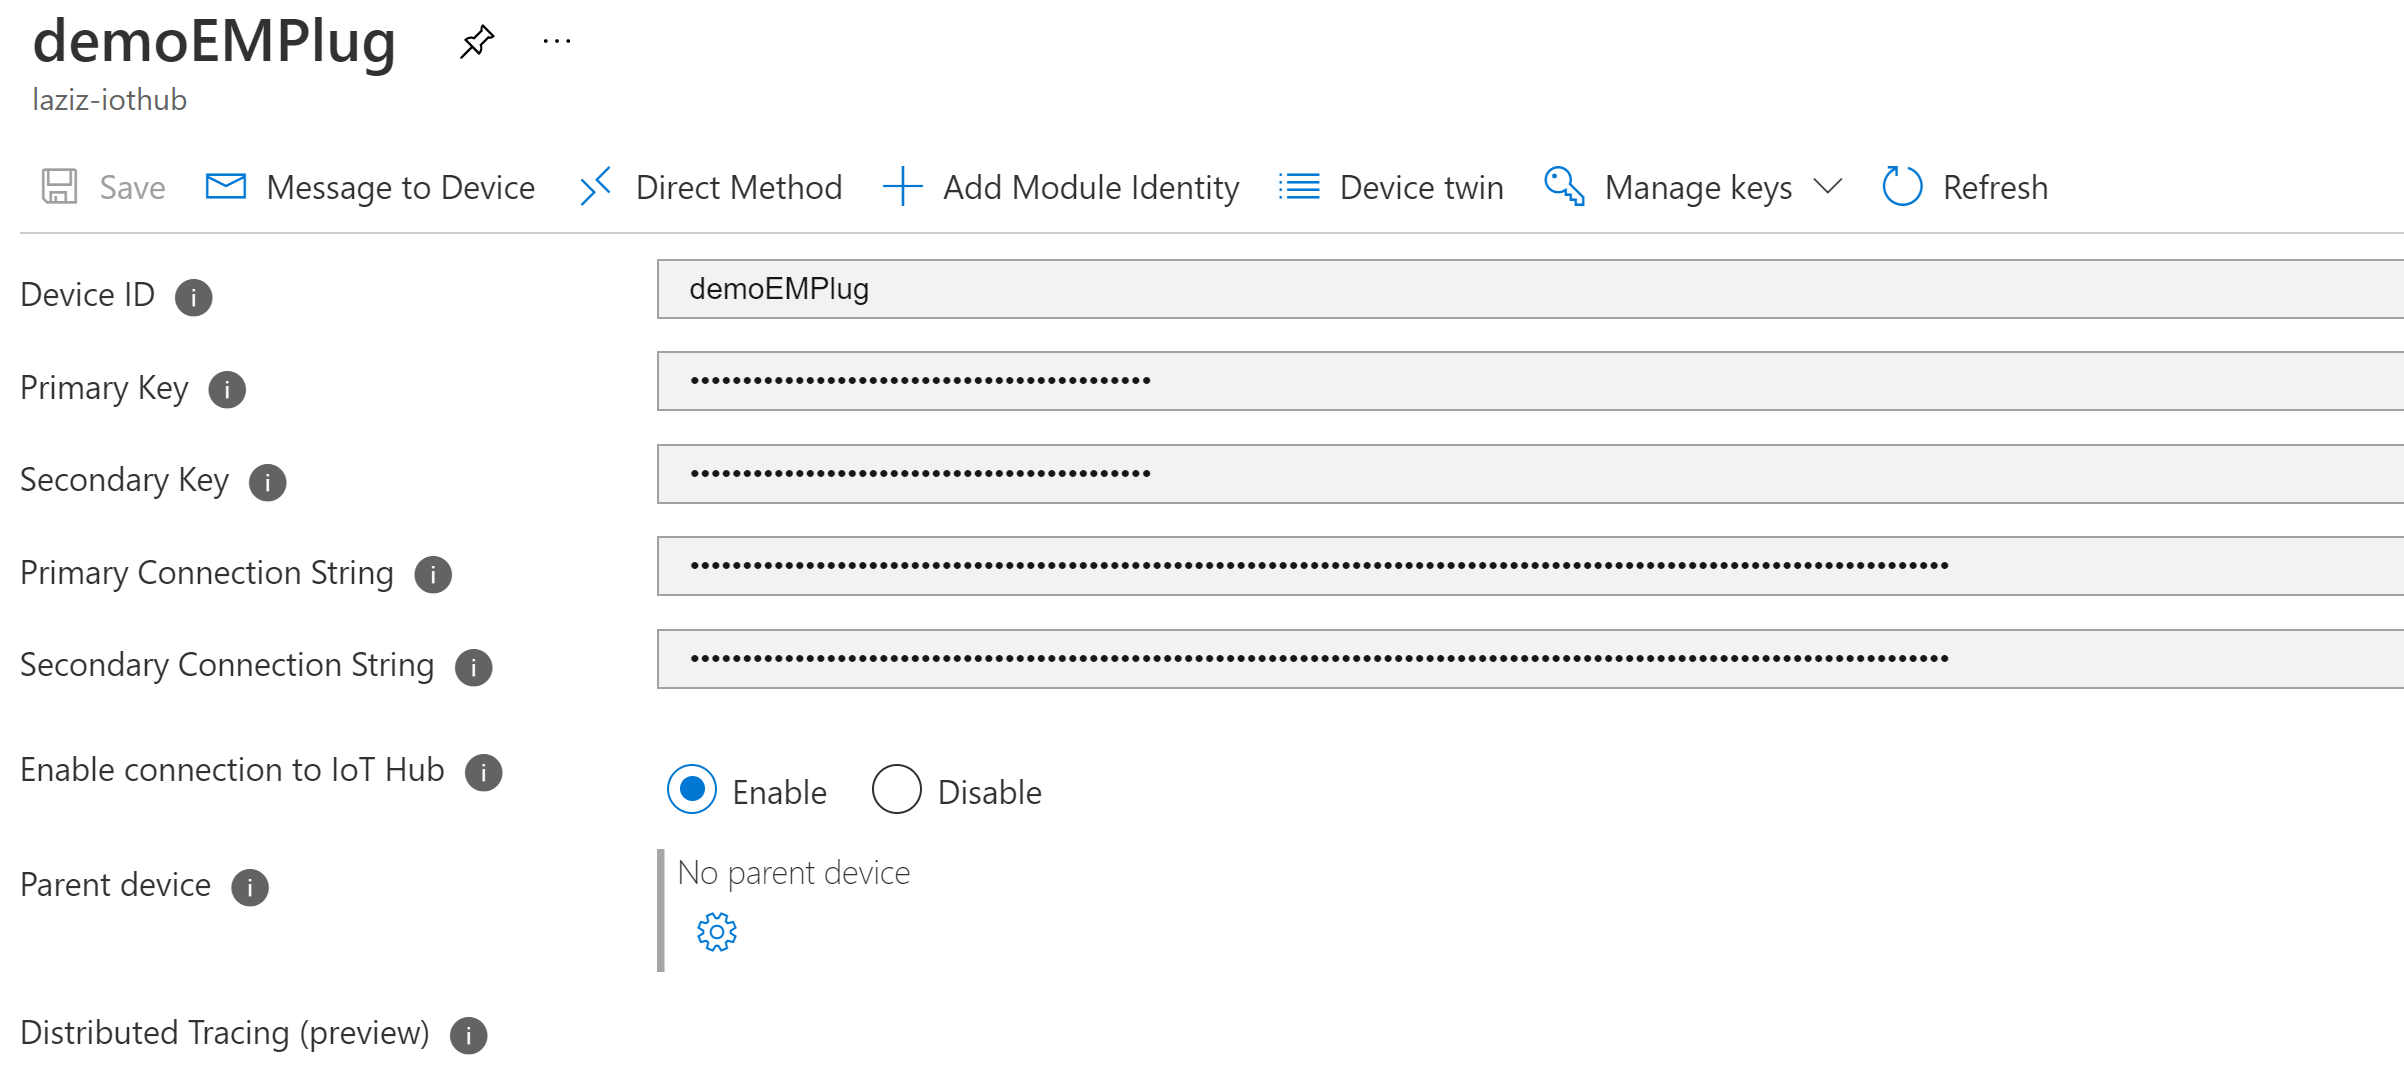 demoEMPlug
laziz-iothub
Save Message to Device Direct Method Add Module Identity Device twin Manage keys Refresh
Device ID demoEMPlug
Primary Key ••••••••••••••••••••••••••••••••••••••••••••
Secondary Key ••••••••••••••••••••••••••••••••••••••••••••
Primary Connection String ••••••••••••••••••••••••••••••••••••••••••••••••••••••••••••••••••••••••••••••••••••••••••••••••••••••••••••••••••••••••
Secondary Connection String ••••••••••••••••••••••••••••••••••••••••••••••••••••••••••••••••••••••••••••••••••••••••••••••••••••••••••••••••••••••••
Enable connection to IoT Hub Enable Disable
Parent device No parent device
Distributed Tracing (preview)